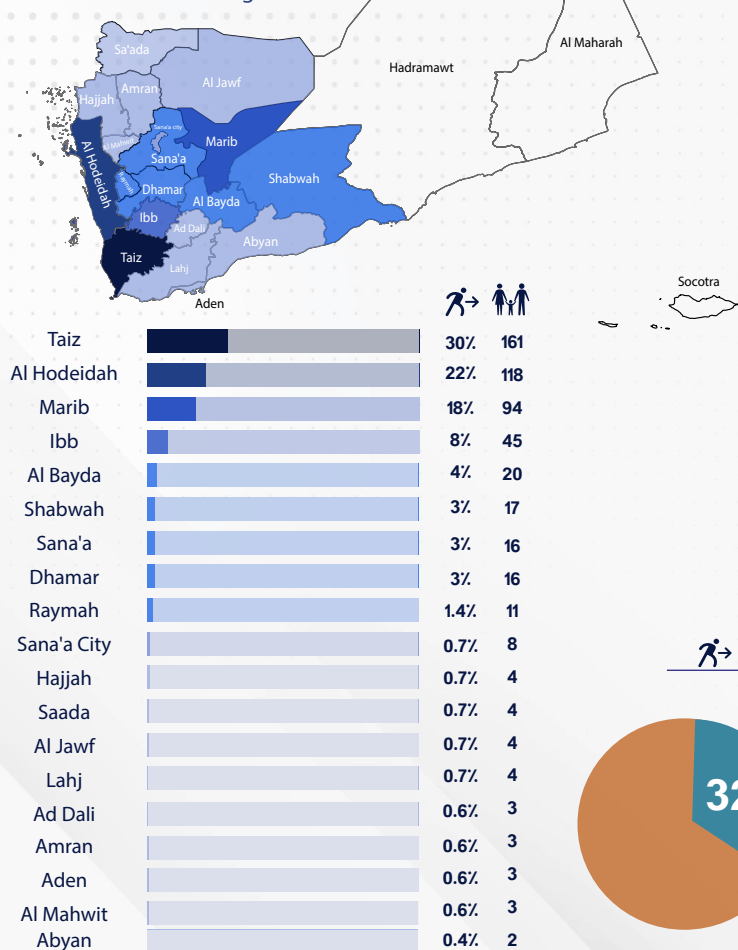 Sa'ada
Al Jawf
Amran
Hajjah
Al Mahwit
Sana'a city
Sana'a
Marib
Al Hodeidah
Raymah
Dhamar
Shabwah
Al Bayda
Ibb
Ad Dali
Abyan
Taiz
Lahj
Aden
Hadramawt
Al Maharah
Socotra
Taiz 30% 161
Al Hodeidah 22% 118
Marib 18% 94
Ibb 8% 45
Al Bayda 4% 20
Shabwah 3% 17
Sana'a 3% 16
Dhamar 3% 16
Raymah 1.4% 11
Sana'a City 0.7% 8
Hajjah 0.7% 4
Saada 0.7% 4
Al Jawf 0.7% 4
Lahj 0.7% 4
Ad Dali 0.6% 3
Amran 0.6% 3
Aden 0.6% 3
Al Mahwit 0.6% 3
Abyan 0.4% 2
32